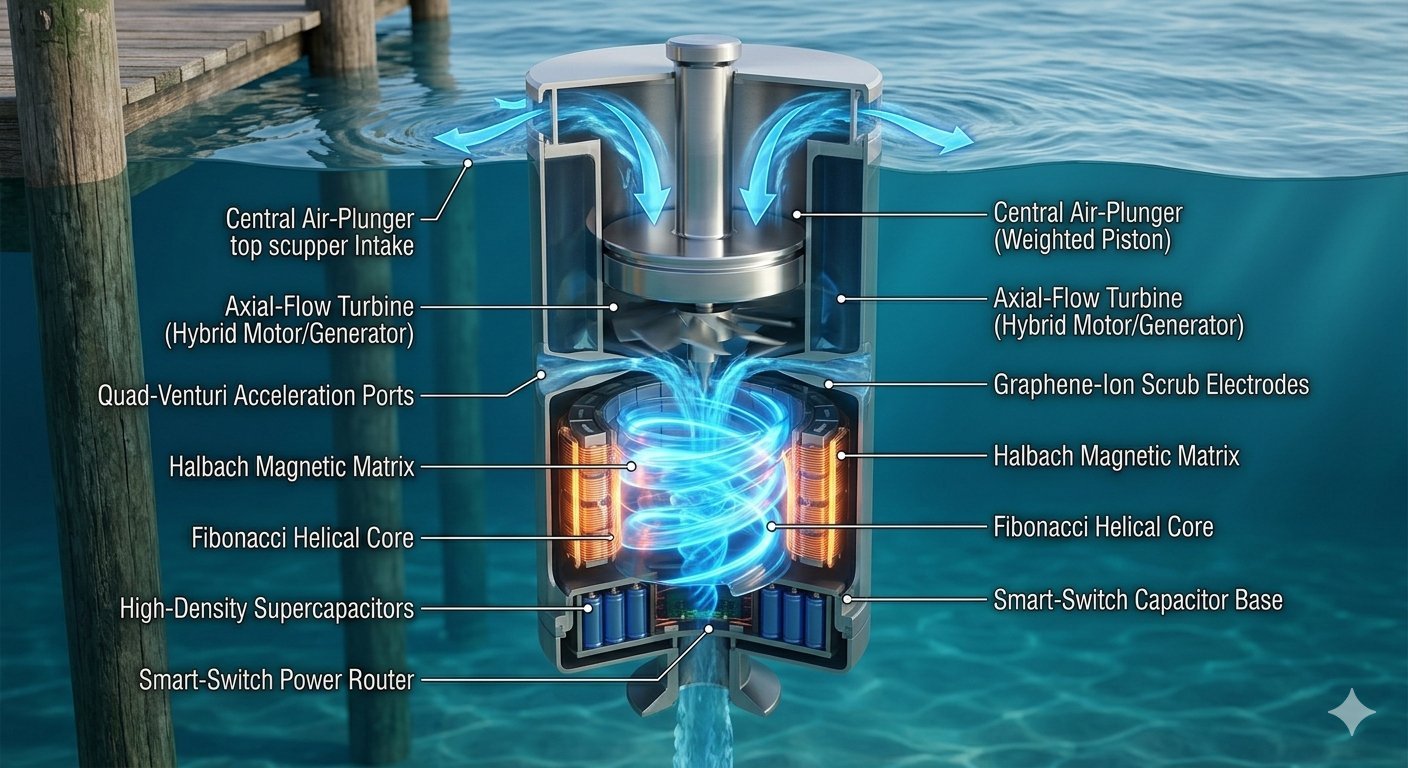 Central Air-Plunger
top scupper Intake
Axial-Flow Turbine
(Hybrid Motor/Generator)
Quad-Venturi Acceleration Ports
Halbach Magnetic Matrix
Fibonacci Helical Core
High-Density Supercapacitors
Smart-Switch Power Router
Central Air-Plunger
(Weighted Piston)
Axial-Flow Turbine
(Hybrid Motor/Generator)
Graphene-Ion Scrub Electrodes
Halbach Magnetic Matrix
Fibonacci Helical Core
Smart-Switch Capacitor Base